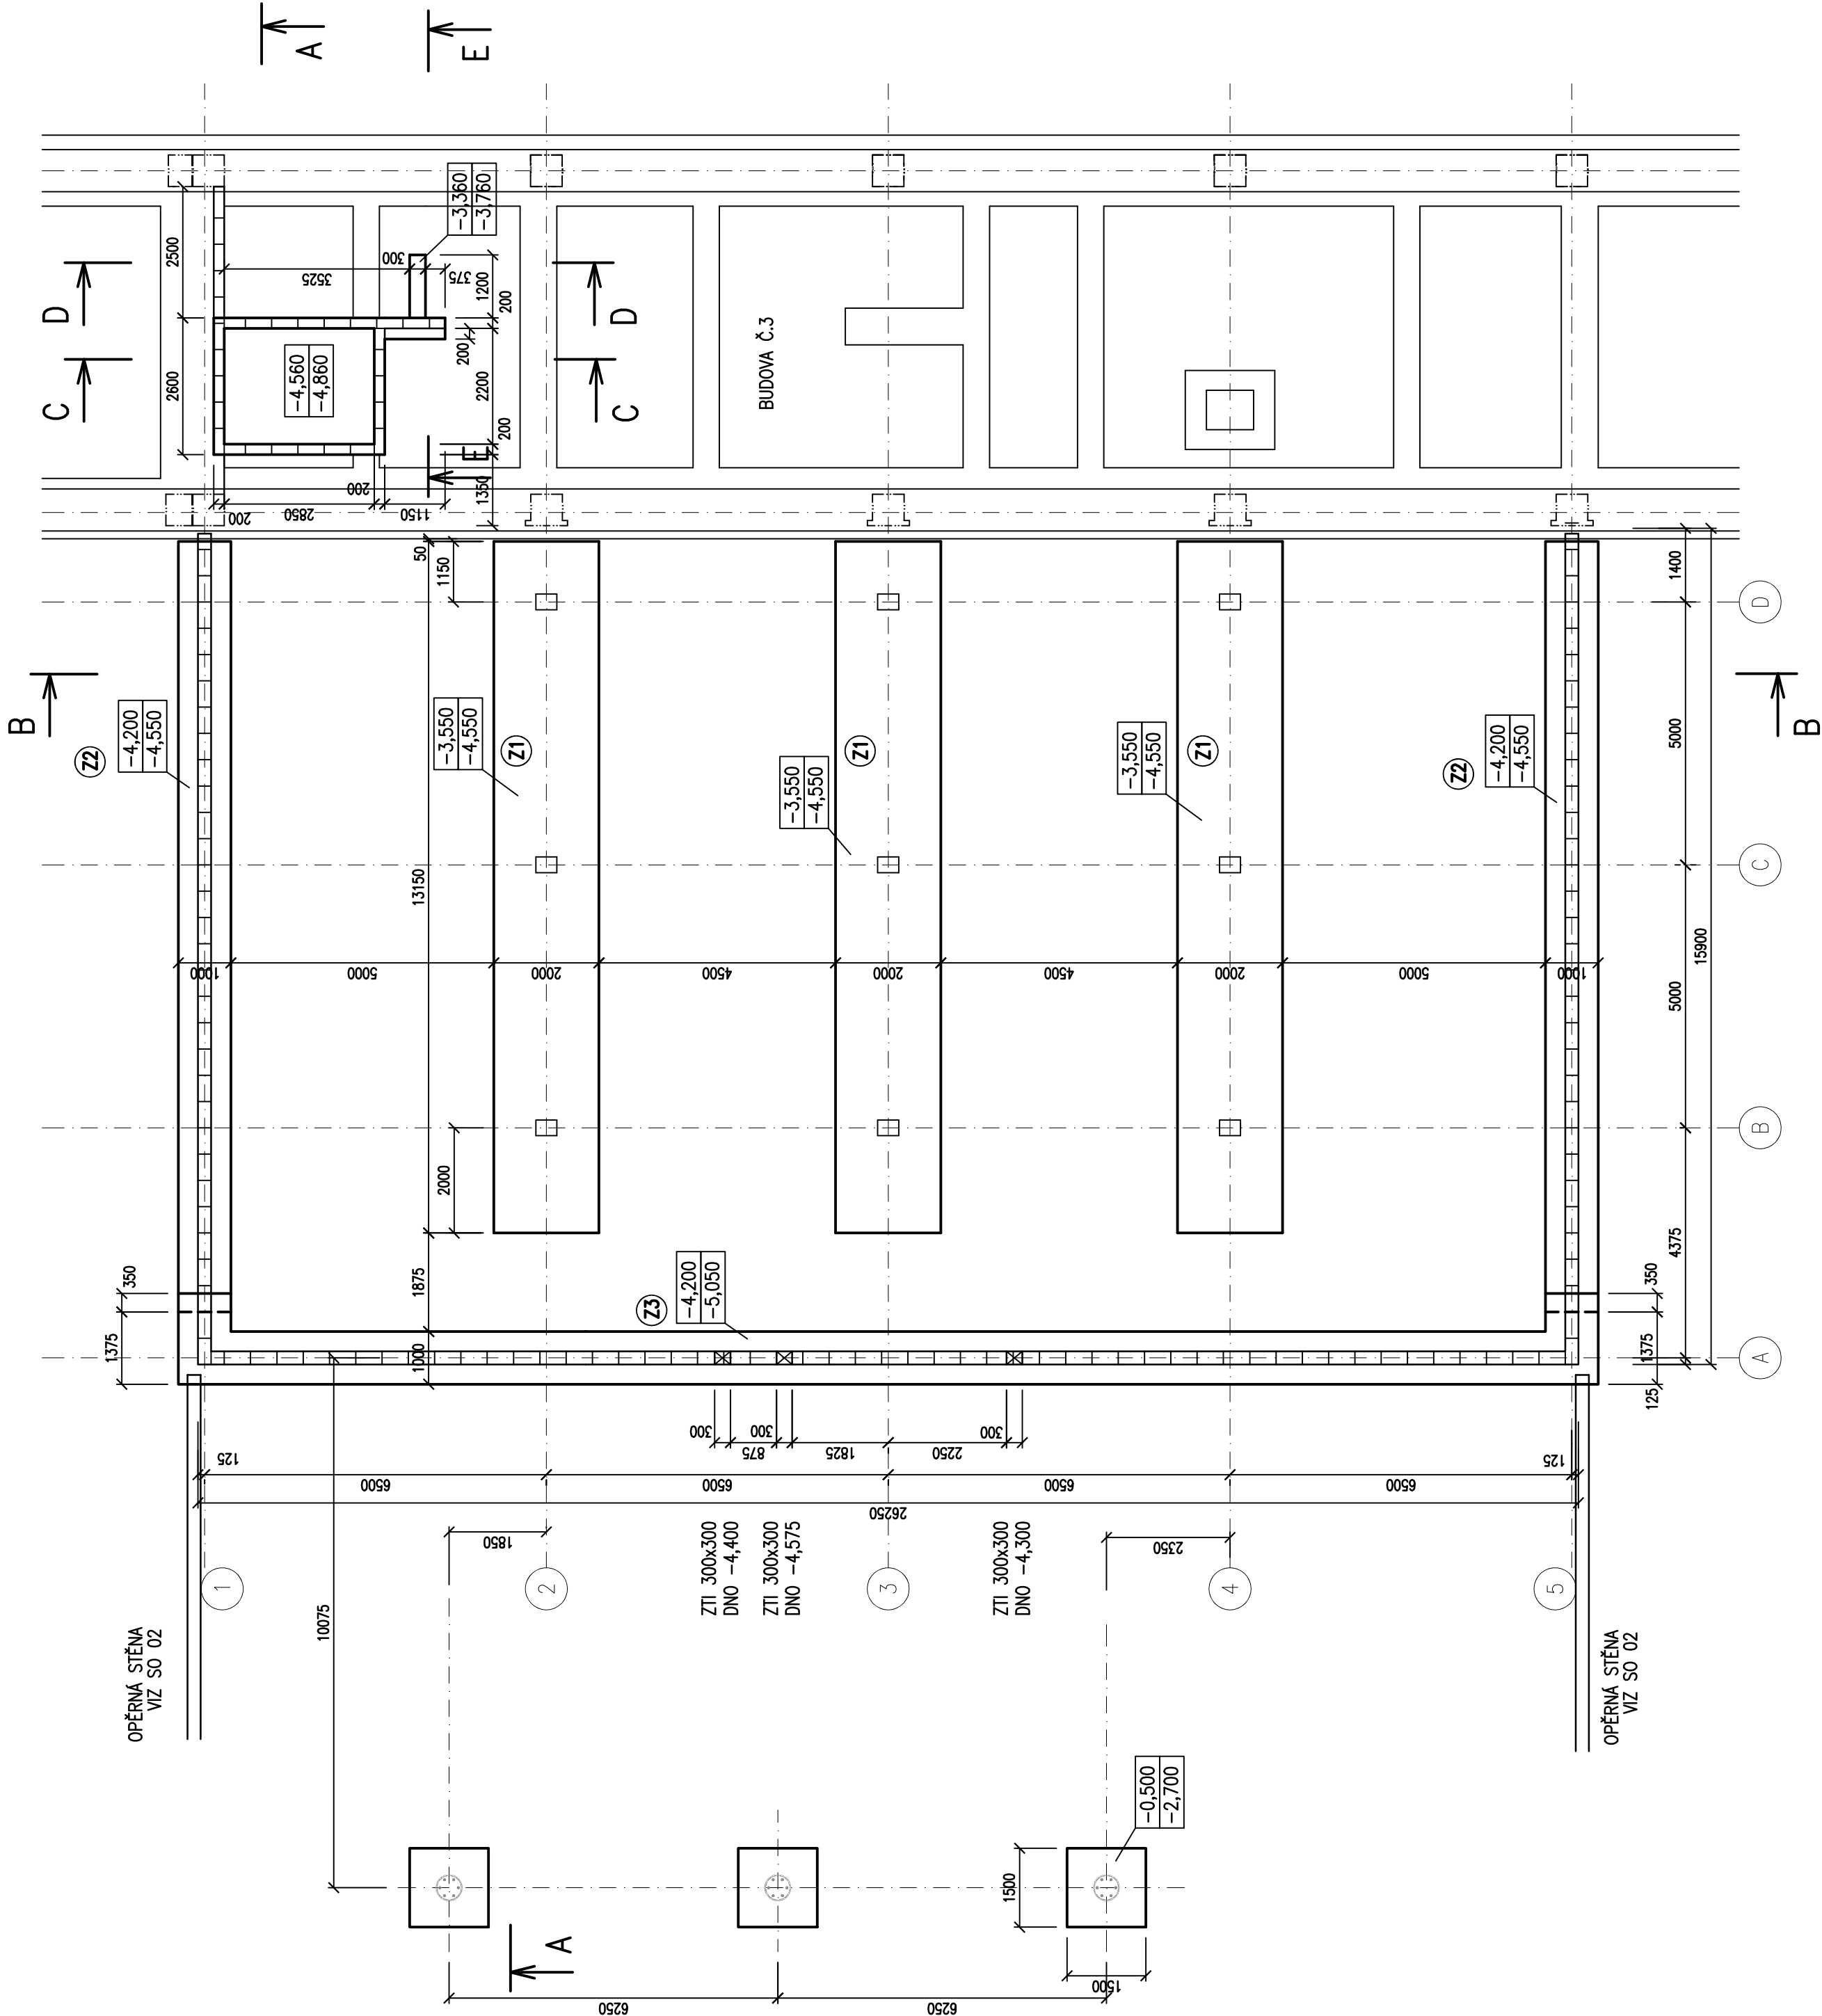 A
E
2500
2600
D
C
3525
300
375
1200
200
-3,360
-3,760
-4,560
-4,860
200
2200
200
1350
D
C
E
200
2850
200
1150
BUDOVA Č.3
50
1150
1400
D
B
Z2
-4,200
-4,550
-3,550
-4,550
Z1
-3,550
-4,550
Z1
-3,550
-4,550
Z1
Z2
-4,200
-4,550
5000
B
C
13150
1000
5000
2000
4500
2000
4500
2000
5000
1000
15900
5000
B
2000
4375
350
1375
1875
1000
Z3
-4,200
-5,050
350
1375
125
A
300
875
300
1825
2250
300
125
6500
6500
6500
6500
125
26250
1850
2350
ZTI 300x300
DNO -4,400
ZTI 300x300
DNO -4,575
ZTI 300x300
DNO -4,300
1
2
3
4
5
10075
OPĚRNÁ STĚNA
VIZ SO 02
OPĚRNÁ STĚNA
VIZ SO 02
-0,500
-2,700
1500
1500
A
6250
6250